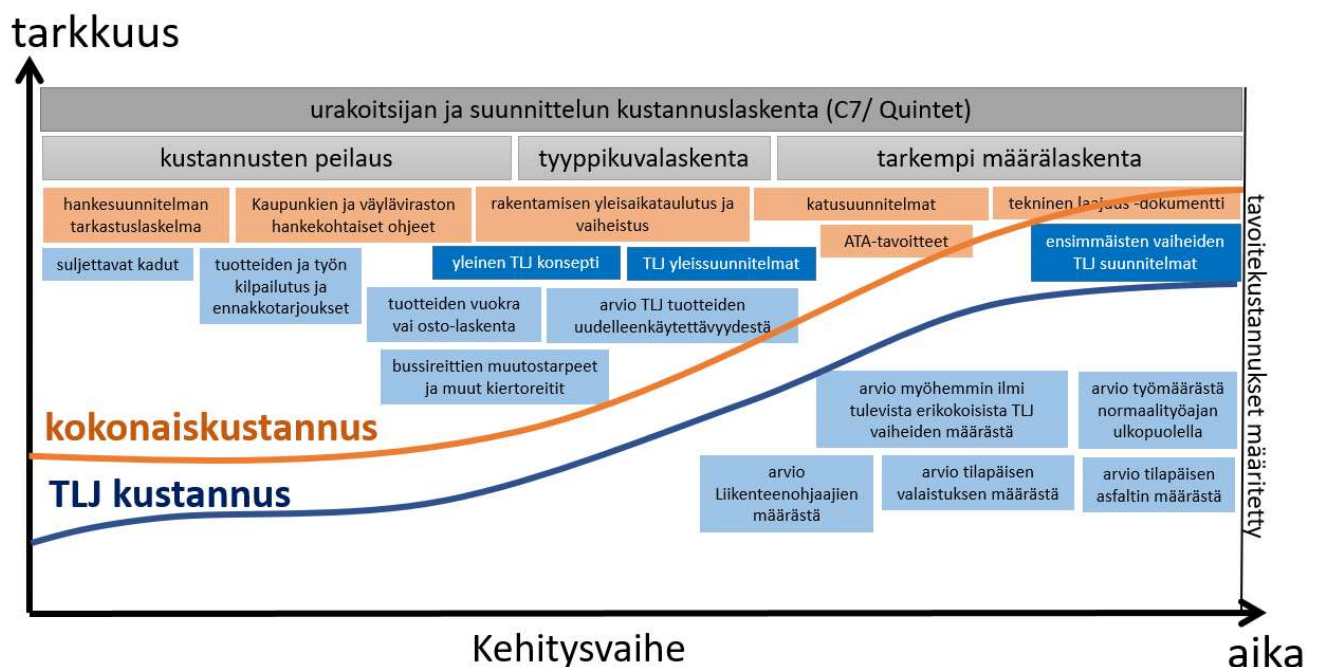 tarkkuus
urakoitsijan ja suunnittelun kustannuslaskenta (C7/ Quintet)
kustannusten peilaus
tyyppikuvalaskenta
tarkempi määrälaskenta
hankesuunnitelman
tarkastuslaskelma
Kaupunkien ja väyläviraston
hankekohtaiset ohjeet
rakentamisen yleisaikataulutus ja
vaiheistus
katusuunnitelmat
tekninen laajuus -dokumentti
ATA-tavoitteet
suljettavat kadut
tuotteiden ja työn
kilpailutus ja
ennakkotarjoukset
yleinen TLJ konsepti
TLJ yleissuunnitelmat
ensimmäisten vaiheiden
TLJ suunnitelmat
tuotteiden vuokra
vai osto-laskenta
arvio TLJ tuotteiden
uudelleenkäytettävyydestä
bussireittien muutostarpeet
ja muut kiertoreitit
arvio myöhemmin ilmi
tulevista erikokoisista TLJ
vaiheiden määrästä
arvio työmäärästä
normaalityöajan
ulkopuolella
arvio
Liikenteenohjaajien
määrästä
arvio tilapäisen
valaistuksen määrästä
arvio tilapäisen
asfaltin määrästä
kokonaiskustannus
TLJ kustannus
tavoitekustannukset määritetty
Kehitysvaihe
aika